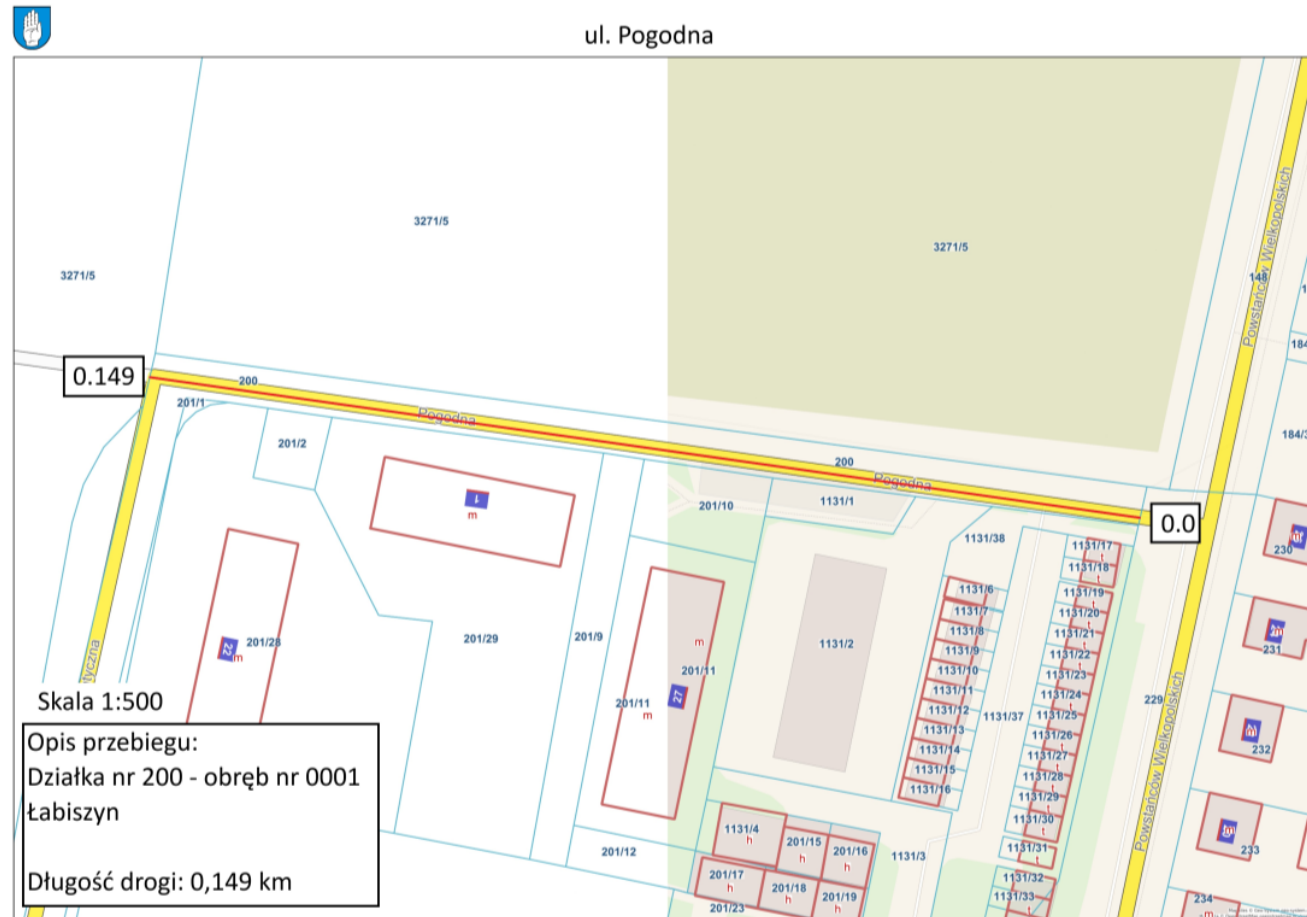 ul. Pogodna
3271/5
3271/5
3271/5
Powstańców Wielkopolskich
148
184/3
0.149
200
201/1
Pogodna
201/2
200
Pogodna
0.0
1
m
201/10
1131/1
1131/38
1131/17
t
1131/18
t
230
m
1131/6
1131/7
1131/8
1131/9
1131/10
1131/11
1131/12
1131/13
1131/14
1131/15
1131/16
1131/19
t
1131/20
t
1131/21
t
1131/22
t
1131/23
t
1131/24
t
1131/25
t
1131/26
t
1131/27
t
1131/28
t
1131/29
t
1131/30
t
1131/31
t
1131/32
t
1131/33
t
22
m
201/28
201/29
201/9
m
201/11
27
201/11
m
1131/2
1131/37
229
Powstańców Wielkopolskich
231
232
233
234
m
tyczna
Skala 1:500
Opis przebiegu:
Działka nr 200 - obręb nr 0001
Łabiszyn
Długość drogi: 0,149 km
201/12
1131/4
h
201/15
h
201/16
h
1131/3
201/17
h
201/18
h
201/19
h
201/23